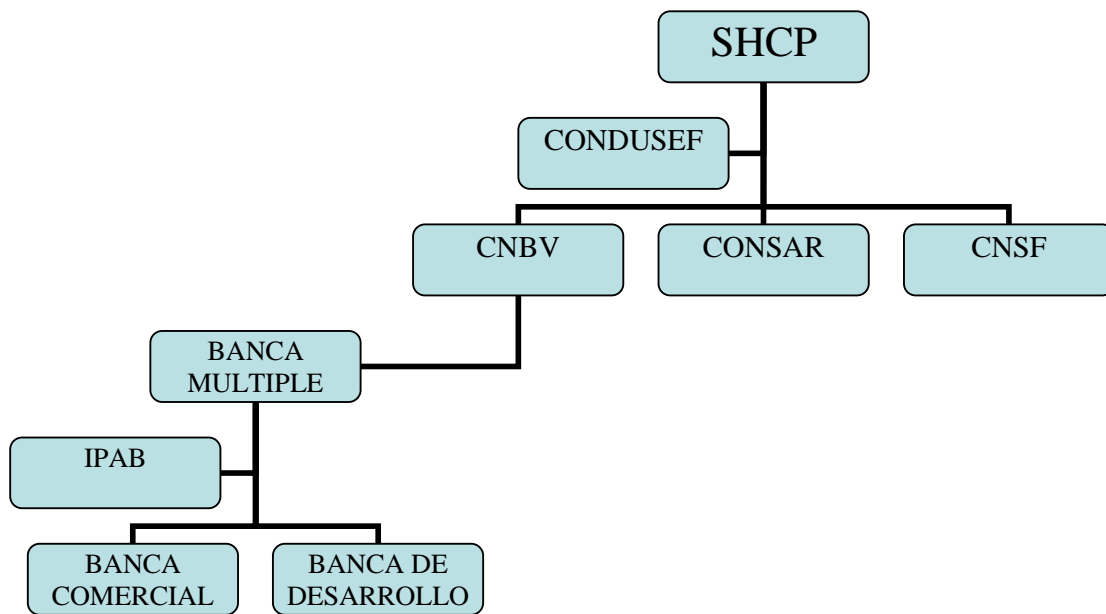 SHCP
CONDUSEF
CNBV
CONSAR
CNSF
BANCA
MULTIPLE
IPAB
BANCA
COMERCIAL
BANCA DE
DESARROLLO